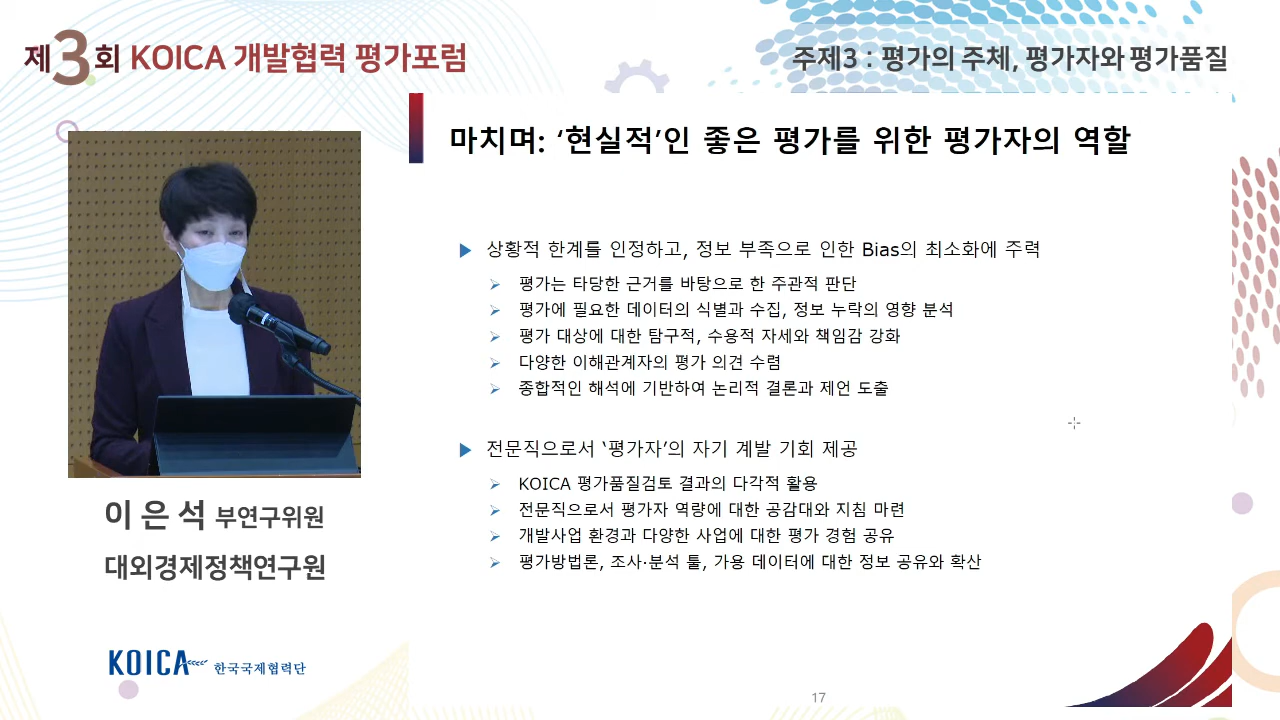 제3회 KOICA 개발협력 평가포럼
주제3 : 평가의 주체, 평가자와 평가품질
마치며: ‘현실적’인 좋은 평가를 위한 평가자의 역할
상황적 한계를 인정하고, 정보 부족으로 인한 Bias의 최소화에 주력
평가는 타당한 근거를 바탕으로 한 주관적 판단
평가에 필요한 데이터의 식별과 수집, 정보 누락의 영향 분석
평가 대상에 대한 탐구적, 수용적 자세와 책임감 강화
다양한 이해관계자의 평가 의견 수렴
종합적인 해석에 기반하여 논리적 결론과 제언 도출
전문직으로서 ‘평가자’의 자기 계발 기회 제공
KOICA 평가품질검토 결과의 다각적 활용
전문직으로서 평가자 역량에 대한 공감대와 지침 마련
개발사업 환경과 다양한 사업에 대한 평가 경험 공유
평가방법론, 조사·분석 툴, 가용 데이터에 대한 정보 공유와 확산
이 은 석 부연구위원
대외경제정책연구원
KOICA 한국국제협력단
17